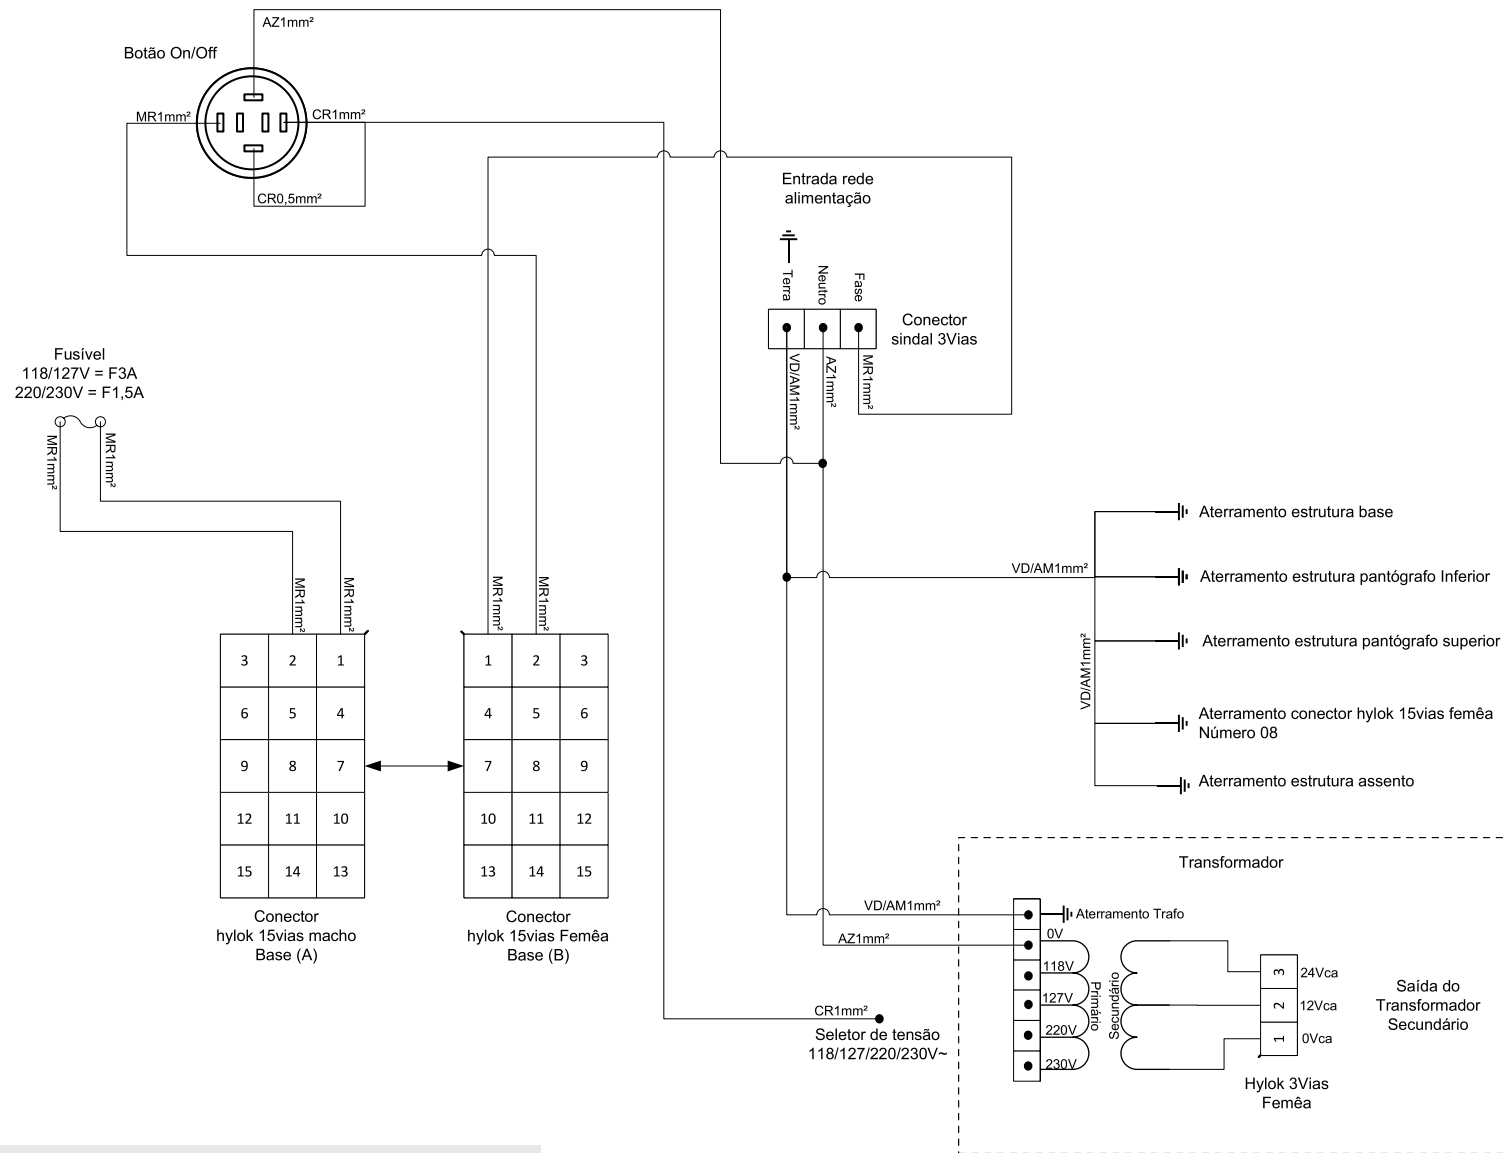 AZ1mm²
Botão On/Off
MR1mm²
CR1mm²
CR0,5mm²
Entrada rede
alimentação
Terra
Neutro
Fase
Conector
sindal 3Vias
VD/AM1mm²
AZ1mm²
MR1mm²
Fusível
118/127V = F3A
220/230V = F1,5A
MR1mm²
MR1mm²
MR1mm²
MR1mm²
MR1mm²
MR1mm²
3 2 1
6 5 4
9 8 7
12 11 10
15 14 13
Conector
hylok 15vias macho
Base (A)
1 2 3
4 5 6
7 8 9
10 11 12
13 14 15
Conector
hylok 15vias Femêa
Base (B)
VD/AM1mm²
VD/AM1mm²
Aterramento estrutura base
Aterramento estrutura pantógrafo Inferior
Aterramento estrutura pantógrafo superior
Aterramento conector hylok 15vias femêa
Número 08
Aterramento estrutura assento
Transformador
VD/AM1mm²
Aterramento Trafo
AZ1mm²
0V
118V
127V
220V
230V
Primário
Secundário
3
2
1
24Vca
12Vca
0Vca
Saída do
Transformador
Secundário
Hylok 3Vias
Femêa
CR1mm²
Seletor de tensão
118/127/220/230V~